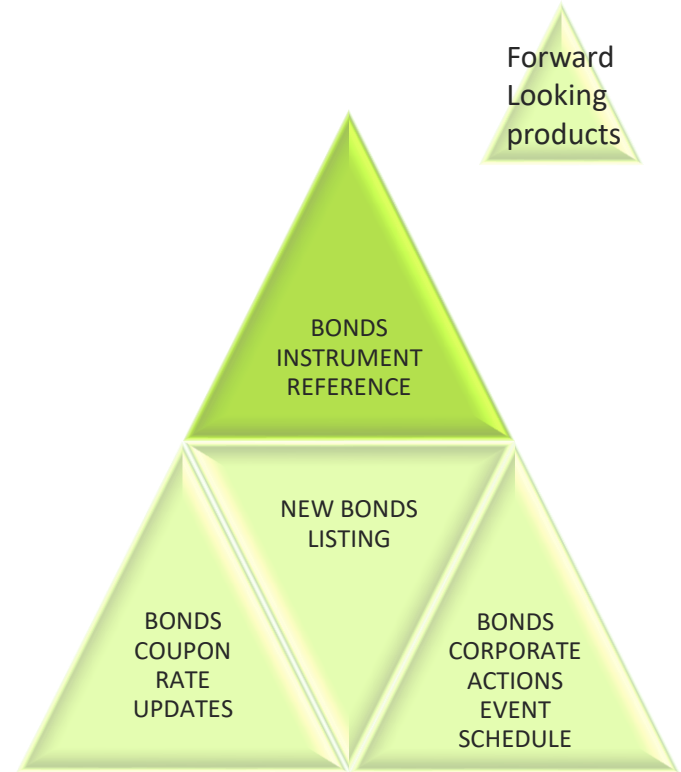 Forward
Looking
products
BONDS
INSTRUMENT
REFERENCE
NEW BONDS
LISTING
BONDS
COUPON
RATE
UPDATES
BONDS
CORPORATE
ACTIONS
EVENT
SCHEDULE